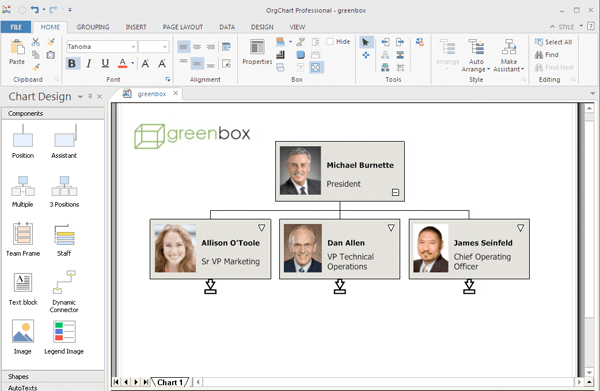 OrgChart Professional - greenbox
FILE HOME GROUPING INSERT PAGE LAYOUT DATA DESIGN VIEW STYLE
Paste
Clipboard
Tahoma
B I U
Font
Alignment
Hide
Box
Tools
Arrange
Auto Arrange
Make Assistant
Style
Select All
Find
Find Next
Editing
Chart Design
greenbox
Components
Position Assistant
Multiple 3 Positions
Team Frame Staff
Text block Dynamic
Connector
Image Legend Image
Shapes
AutoTexts
greenbox
Michael Burnette
President
Allison O'Toole
Sr VP Marketing
Dan Allen
VP Technical
Operations
James Seinfeld
Chief Operating
Officer
Chart 1